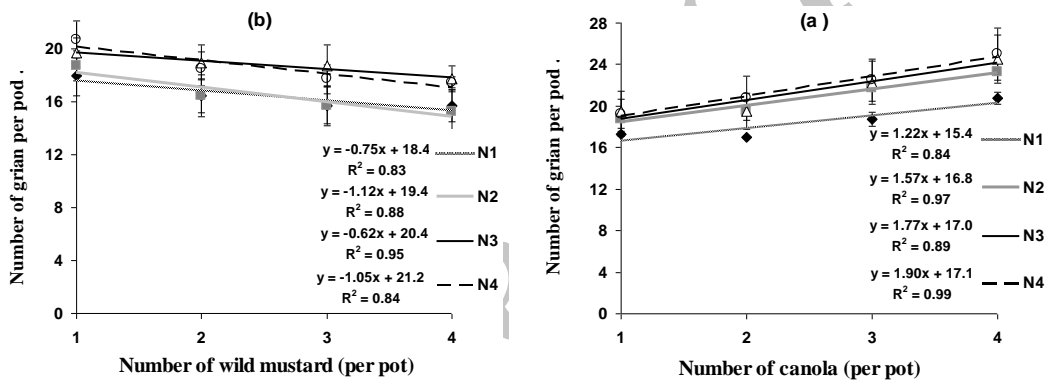 (b)
Number of grian per pod .
20
16
12
8
4
0
y = -0.75x + 18.4
R² = 0.83
N1
y = -1.12x + 19.4
R² = 0.88
N2
y = -0.62x + 20.4
R² = 0.95
N3
y = -1.05x + 21.2
R² = 0.84
N4
1 2 3 4
Number of wild mustard (per pot)
(a )
Number of grian per pod .
28
24
20
16
12
8
4
0
y = 1.22x + 15.4
R² = 0.84
N1
y = 1.57x + 16.8
R² = 0.97
N2
y = 1.77x + 17.0
R² = 0.89
N3
y = 1.90x + 17.1
R² = 0.99
N4
1 2 3 4
Number of canola (per pot)